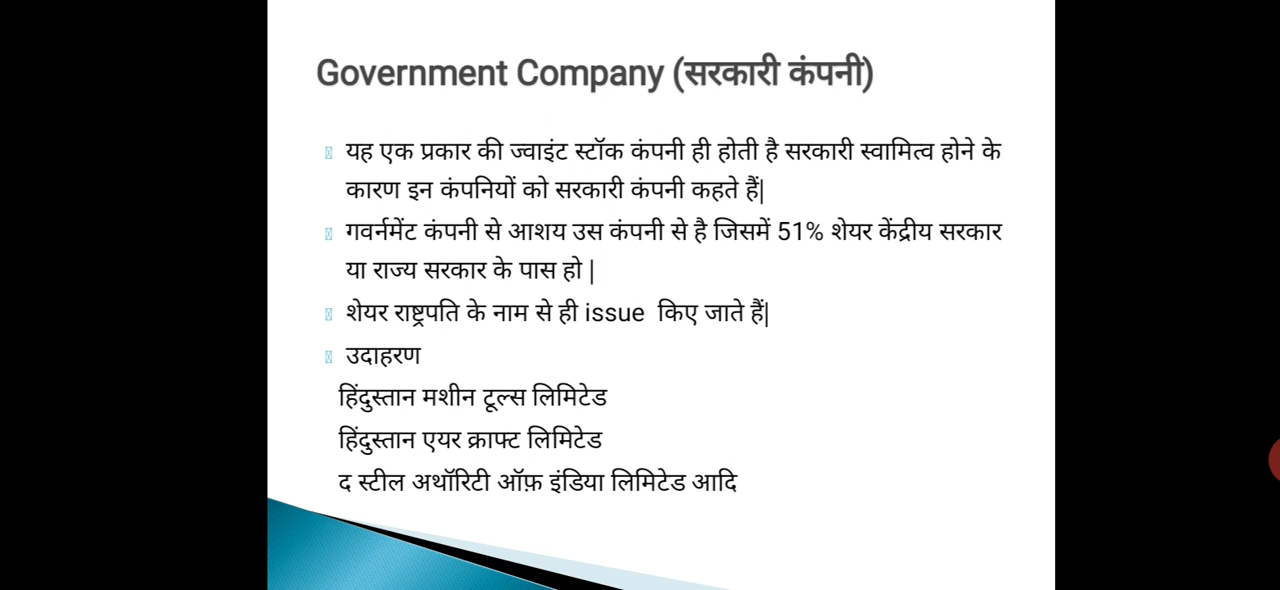 Government Company (सरकारी कंपनी)
यह एक प्रकार की ज्वाइंट स्टॉक कंपनी ही होती है सरकारी स्वामित्व होने के
कारण इन कंपनियों को सरकारी कंपनी कहते हैं|
गवर्नमेंट कंपनी से आशय उस कंपनी से है जिसमें 51% शेयर केंद्रीय सरकार
या राज्य सरकार के पास हो |
शेयर राष्ट्रपति के नाम से ही issue किए जाते हैं|
उदाहरण
हिंदुस्तान मशीन टूल्स लिमिटेड
हिंदुस्तान एयर क्राफ्ट लिमिटेड
द स्टील अथॉरिटी ऑफ़ इंडिया लिमिटेड आदि